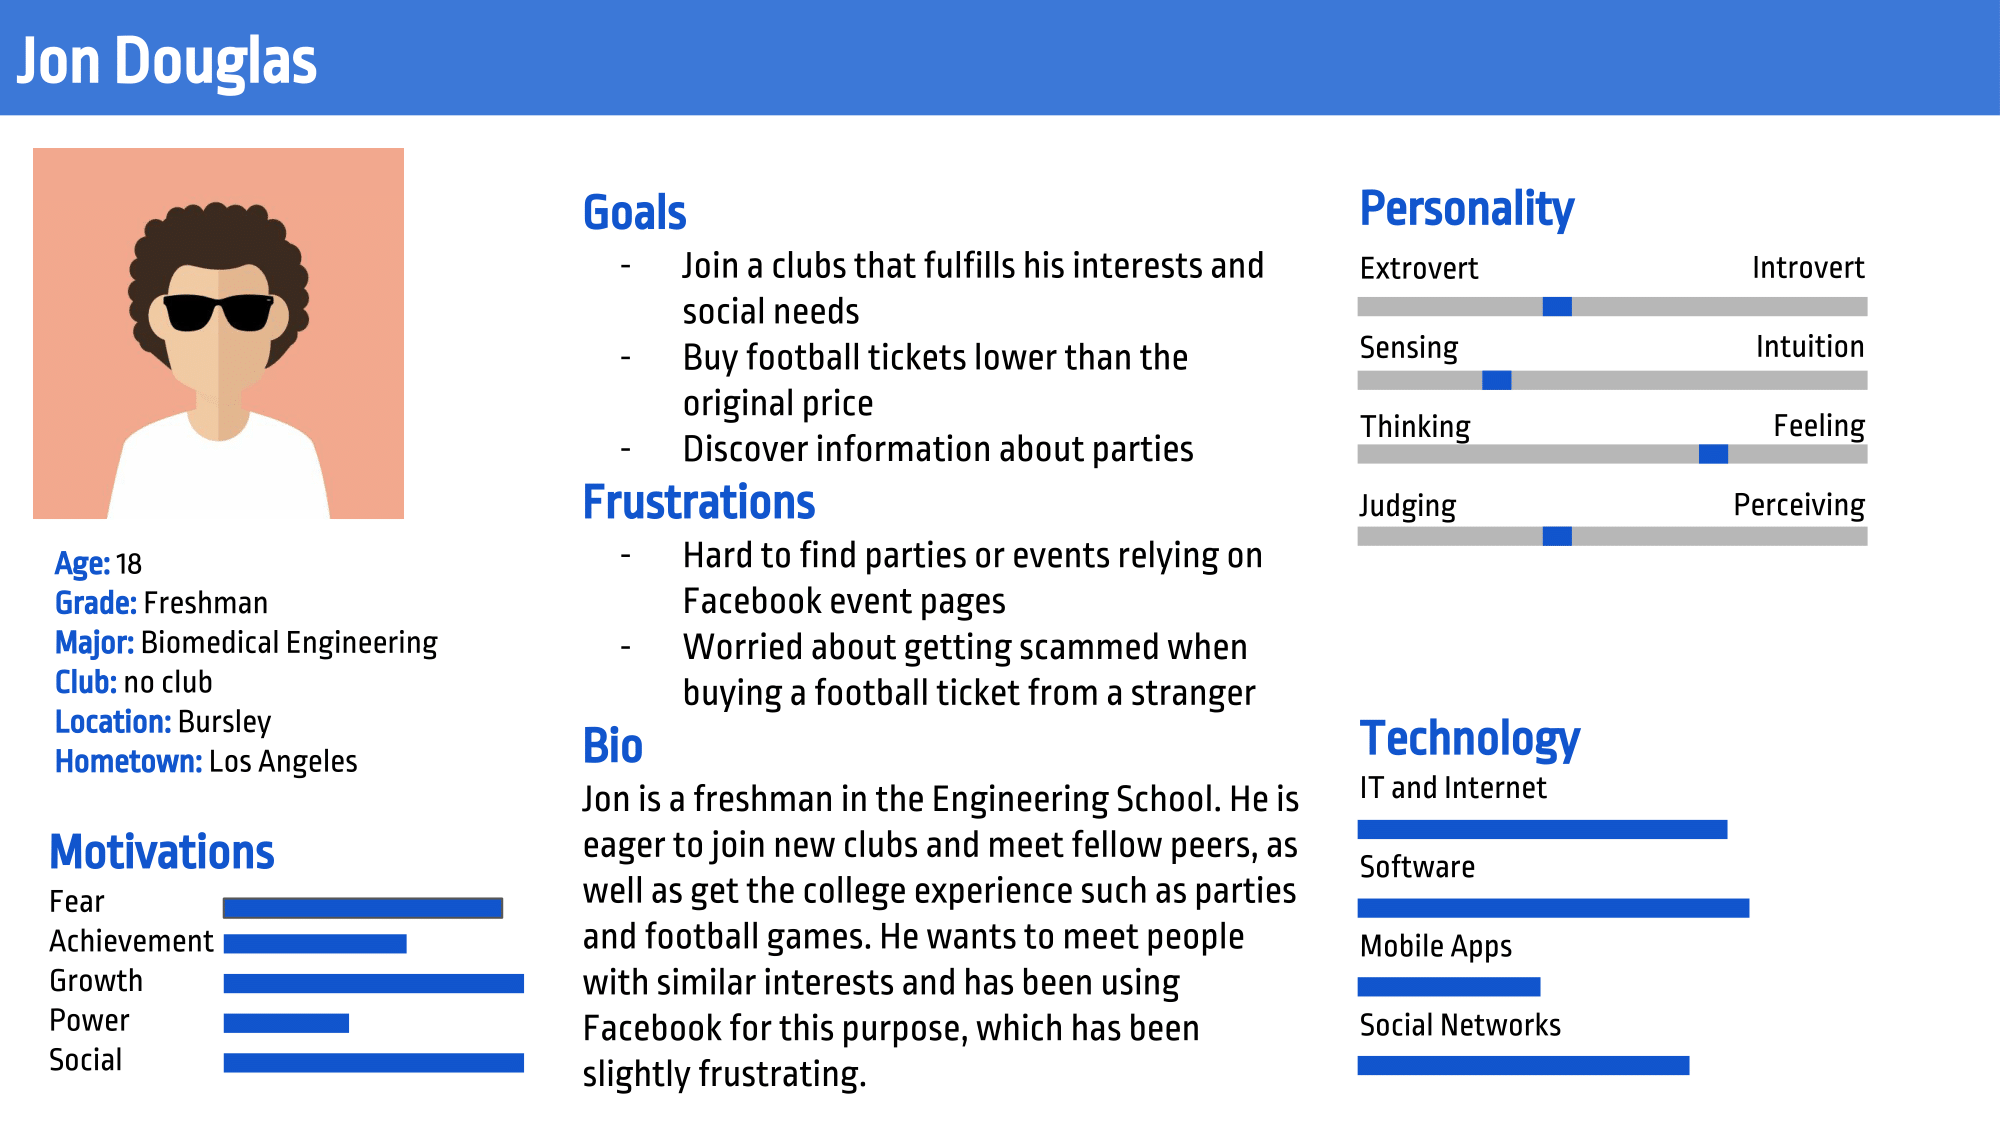 Jon Douglas
Age: 18
Grade: Freshman
Major: Biomedical Engineering
Club: no club
Location: Bursley
Hometown: Los Angeles
Motivations
Fear
Achievement
Growth
Power
Social
Goals
- Join a clubs that fulfills his interests and
social needs
- Buy football tickets lower than the
original price
- Discover information about parties
Frustrations
- Hard to find parties or events relying on
Facebook event pages
- Worried about getting scammed when
buying a football ticket from a stranger
Bio
Jon is a freshman in the Engineering School. He is
eager to join new clubs and meet fellow peers, as
well as get the college experience such as parties
and football games. He wants to meet people
with similar interests and has been using
Facebook for this purpose, which has been
slightly frustrating.
Personality
Extrovert Introvert
Sensing Intuition
Thinking Feeling
Judging Perceiving
Technology
IT and Internet
Software
Mobile Apps
Social Networks